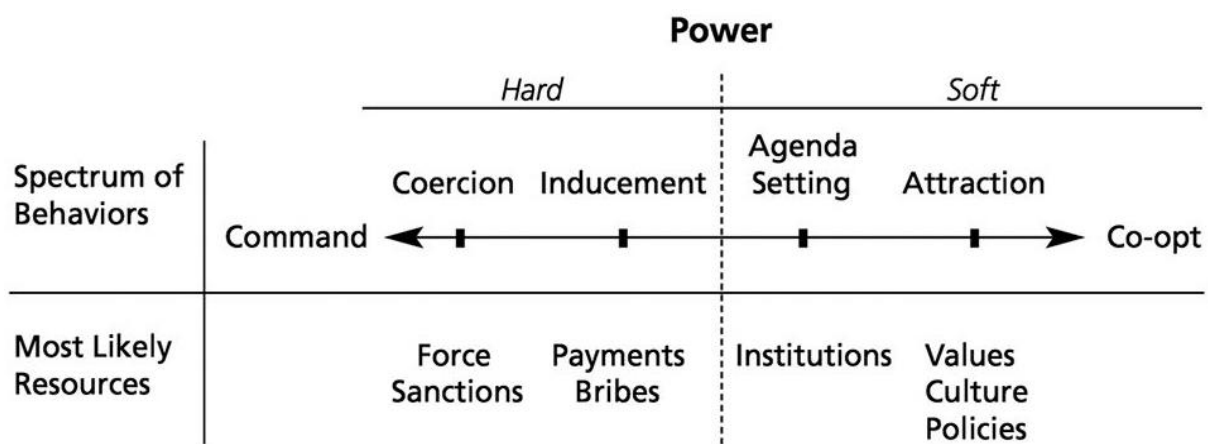 Power
Hard Soft
Spectrum of
Behaviors
Command
Coercion
Inducement
Agenda
Setting
Attraction
Co-opt
Most Likely
Resources
Force
Sanctions
Payments
Bribes
Institutions
Values
Culture
Policies